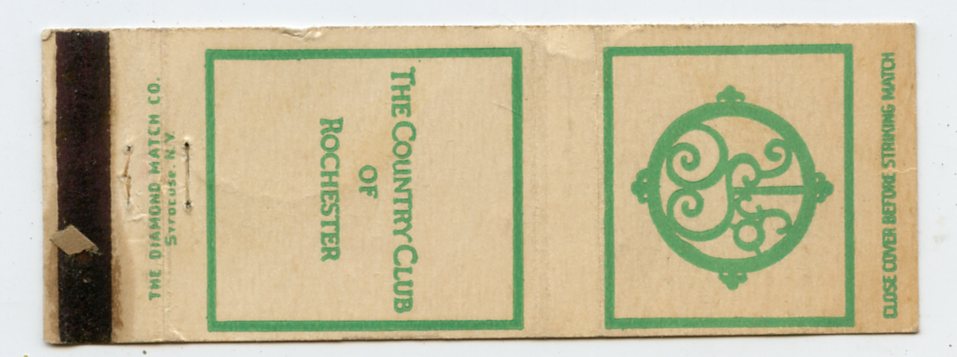 THE DIAMOND MATCH CO.
Syracuse. N.Y.
THE COUNTRY CLUB
OF
ROCHESTER
CLOSE COVER BEFORE STRIKING MATCH